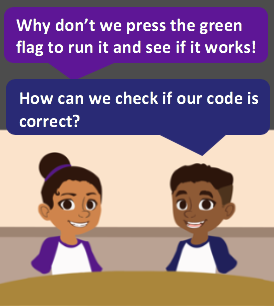 Why don't we press the green
flag to run it and see if it works!
How can we check if our code is
correct?